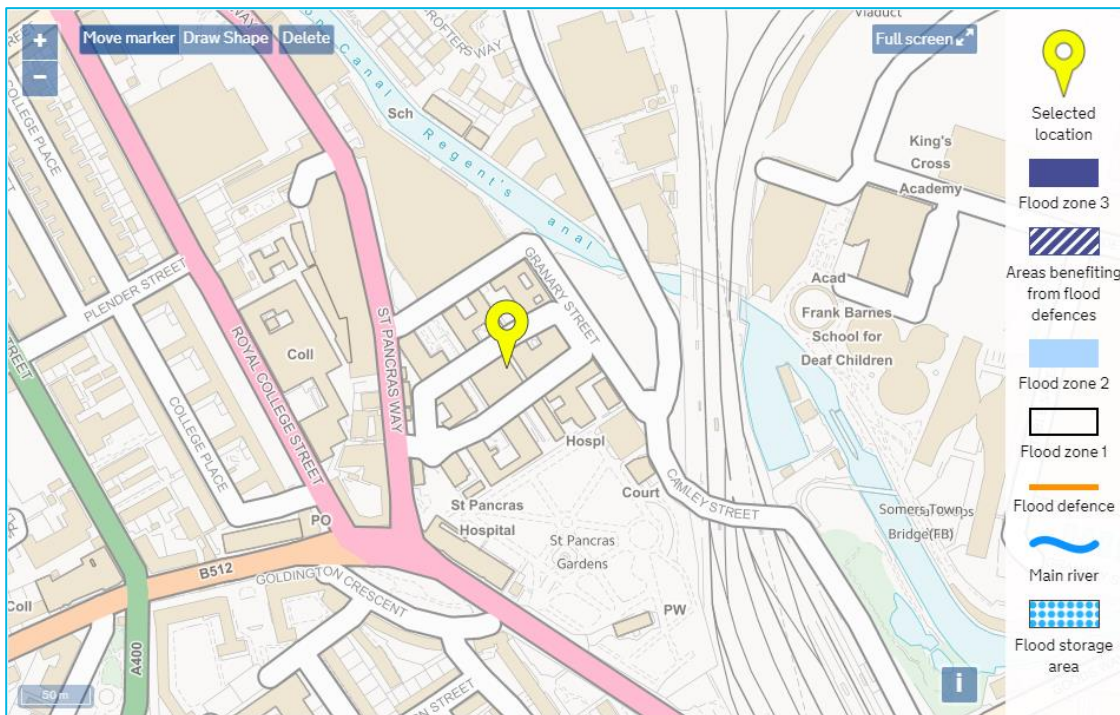 +
−
Move marker
Draw Shape
Delete
Full screen
Viaduct
CROFTERS WAY
COLLEGE PLACE
Sch
Canal
Regent's
anal
King's
Cross
Academy
PLENDER STREET
ST PANCRAS WAY
GRANARY STREET
Acad
Frank Barnes
School for
Deaf Children
Coll
ROYAL COLLEGE STREET
COLLEGE PLACE
STREET
Hospl
Court
CAMLEY STREET
St Pancras
Hospital
PO
Somers Town
Bridge(FB)
St Pancras
Gardens
B512
GOLDINGTON CRESCENT
Coll
PW
A400
STREET
50 m
i
Selected
location
Flood zone 3
Areas benefiting
from flood
defences
Flood zone 2
Flood zone 1
Flood defence
Main river
Flood storage
area